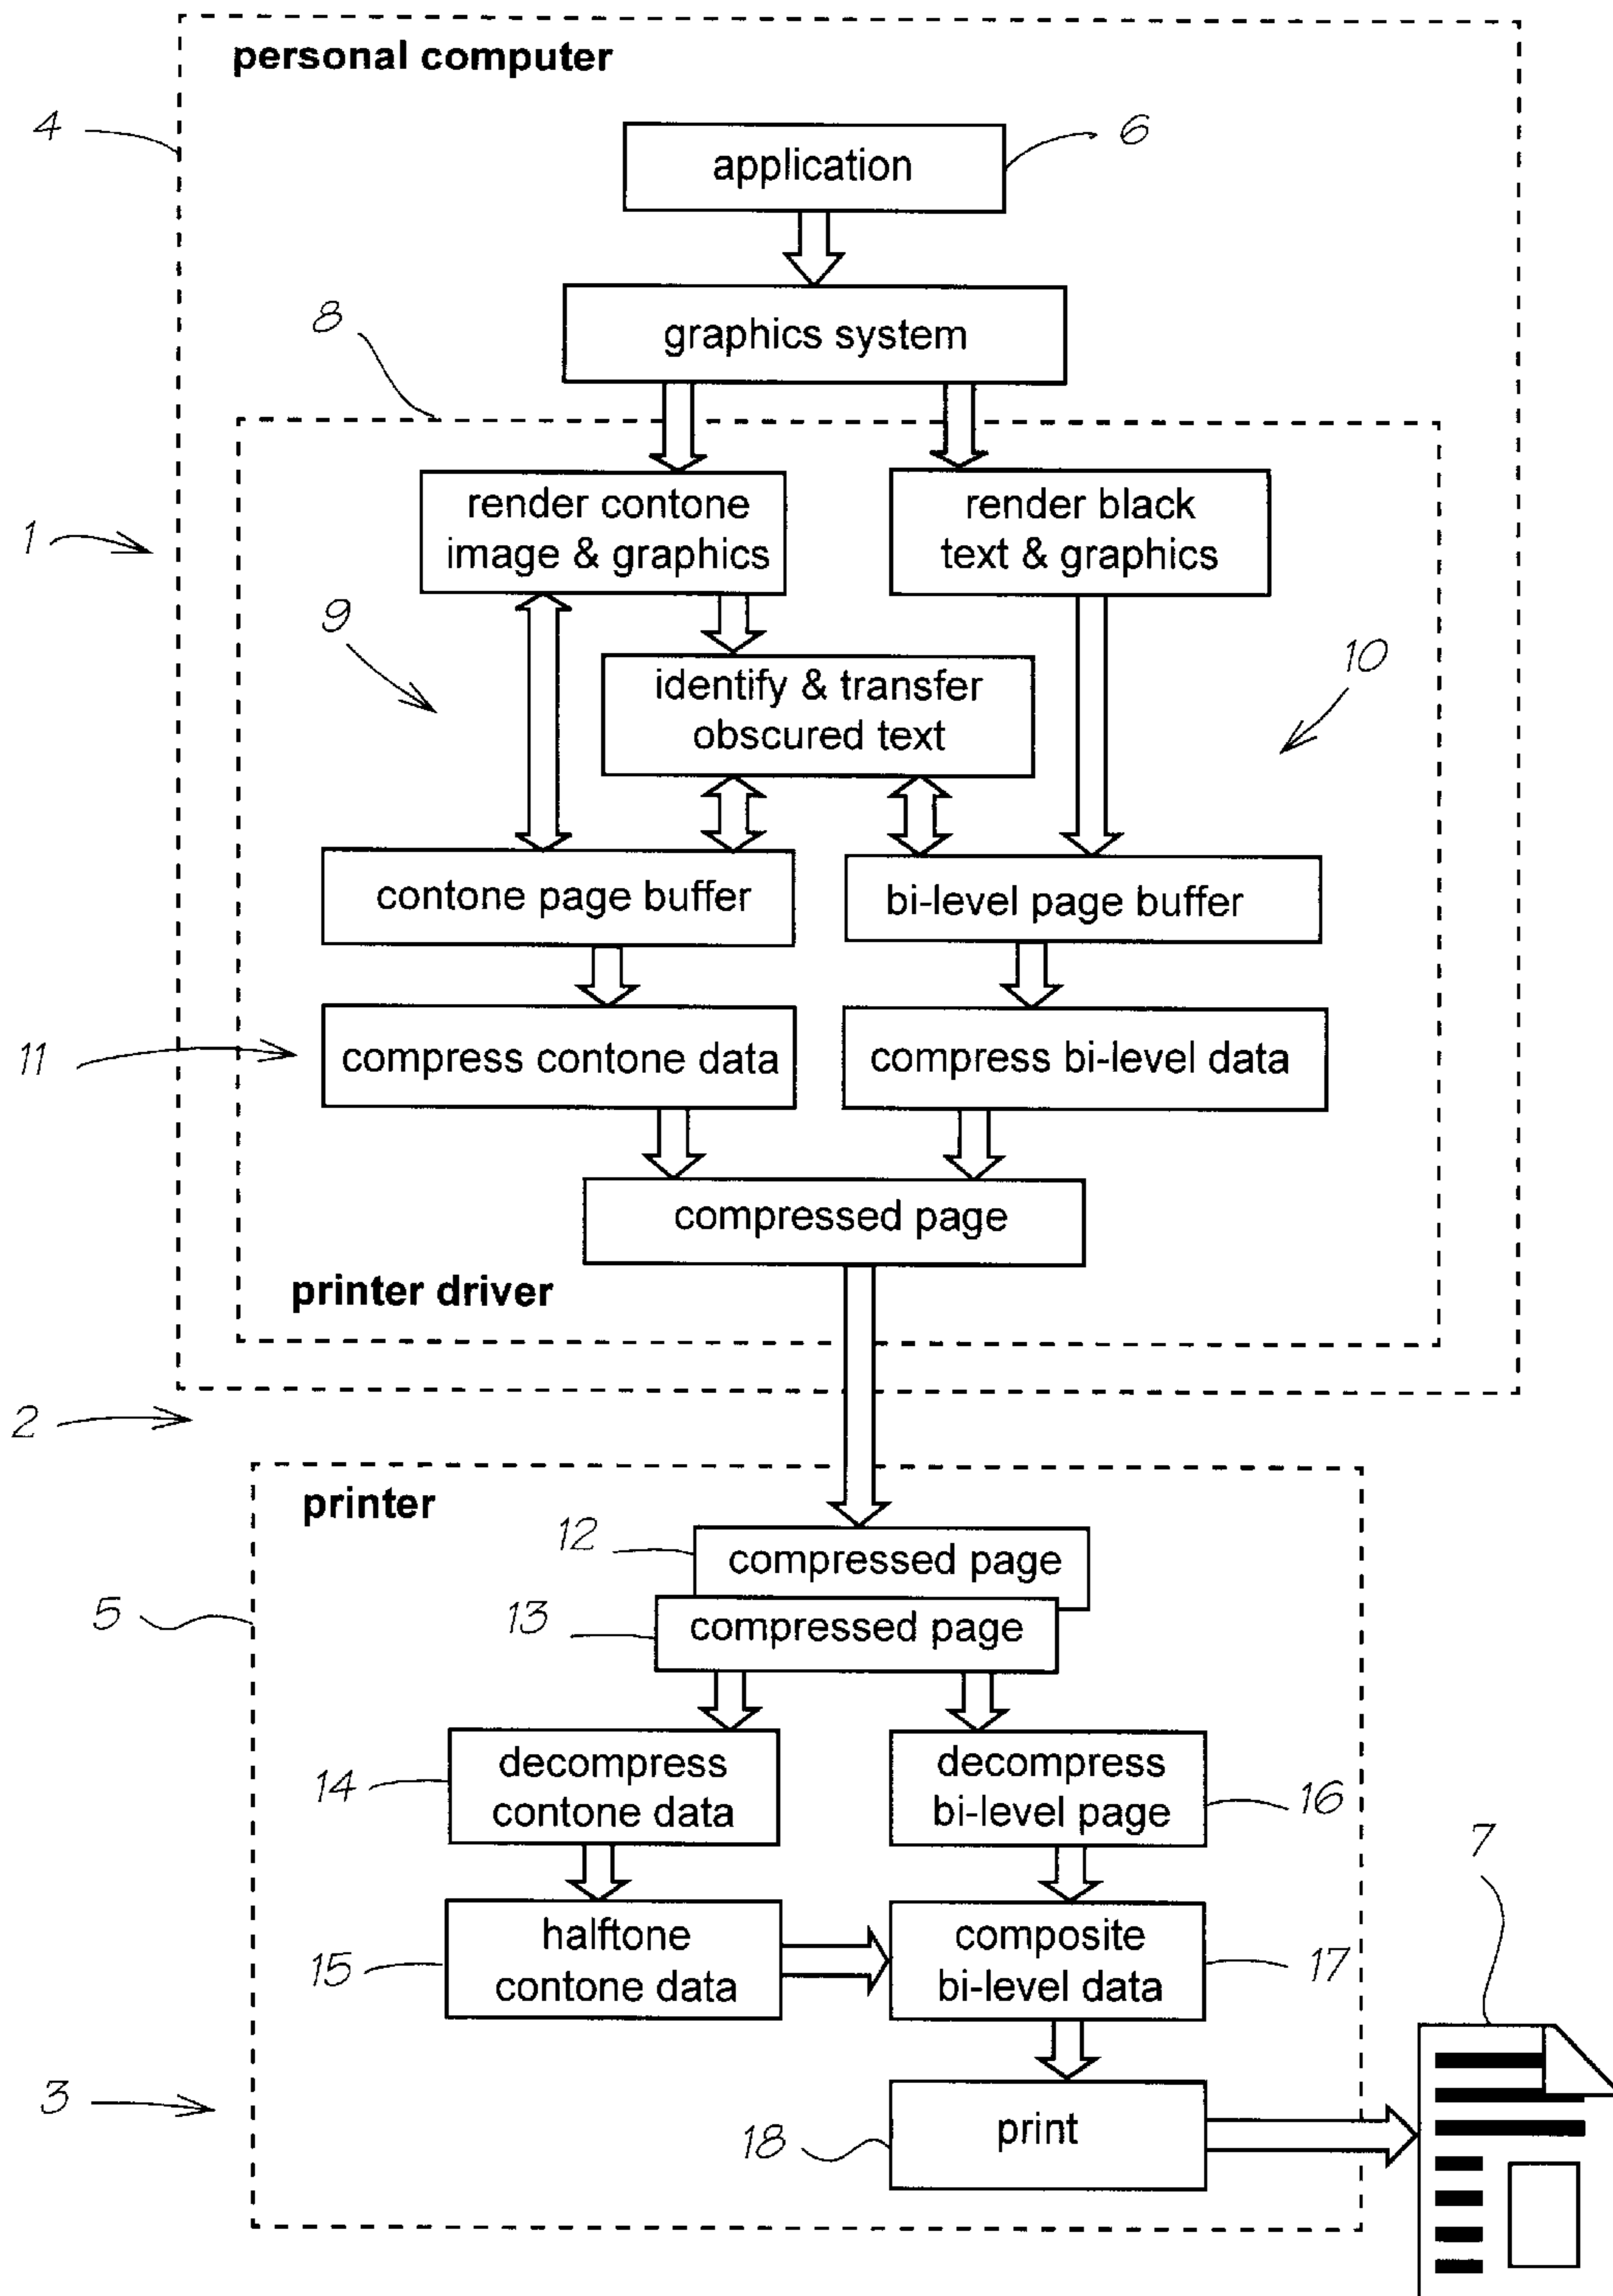 personal computer
4
6
application
8
graphics system
1
render contone
image & graphics
render black
text & graphics
9
10
identify & transfer
obscured text
contone page buffer
bi-level page buffer
11
compress contone data
compress bi-level data
compressed page
printer driver
2
printer
12
compressed page
5
13
compressed page
14
decompress
contone data
decompress
bi-level page
16
7
15
halftone
contone data
composite
bi-level data
17
3
18
print